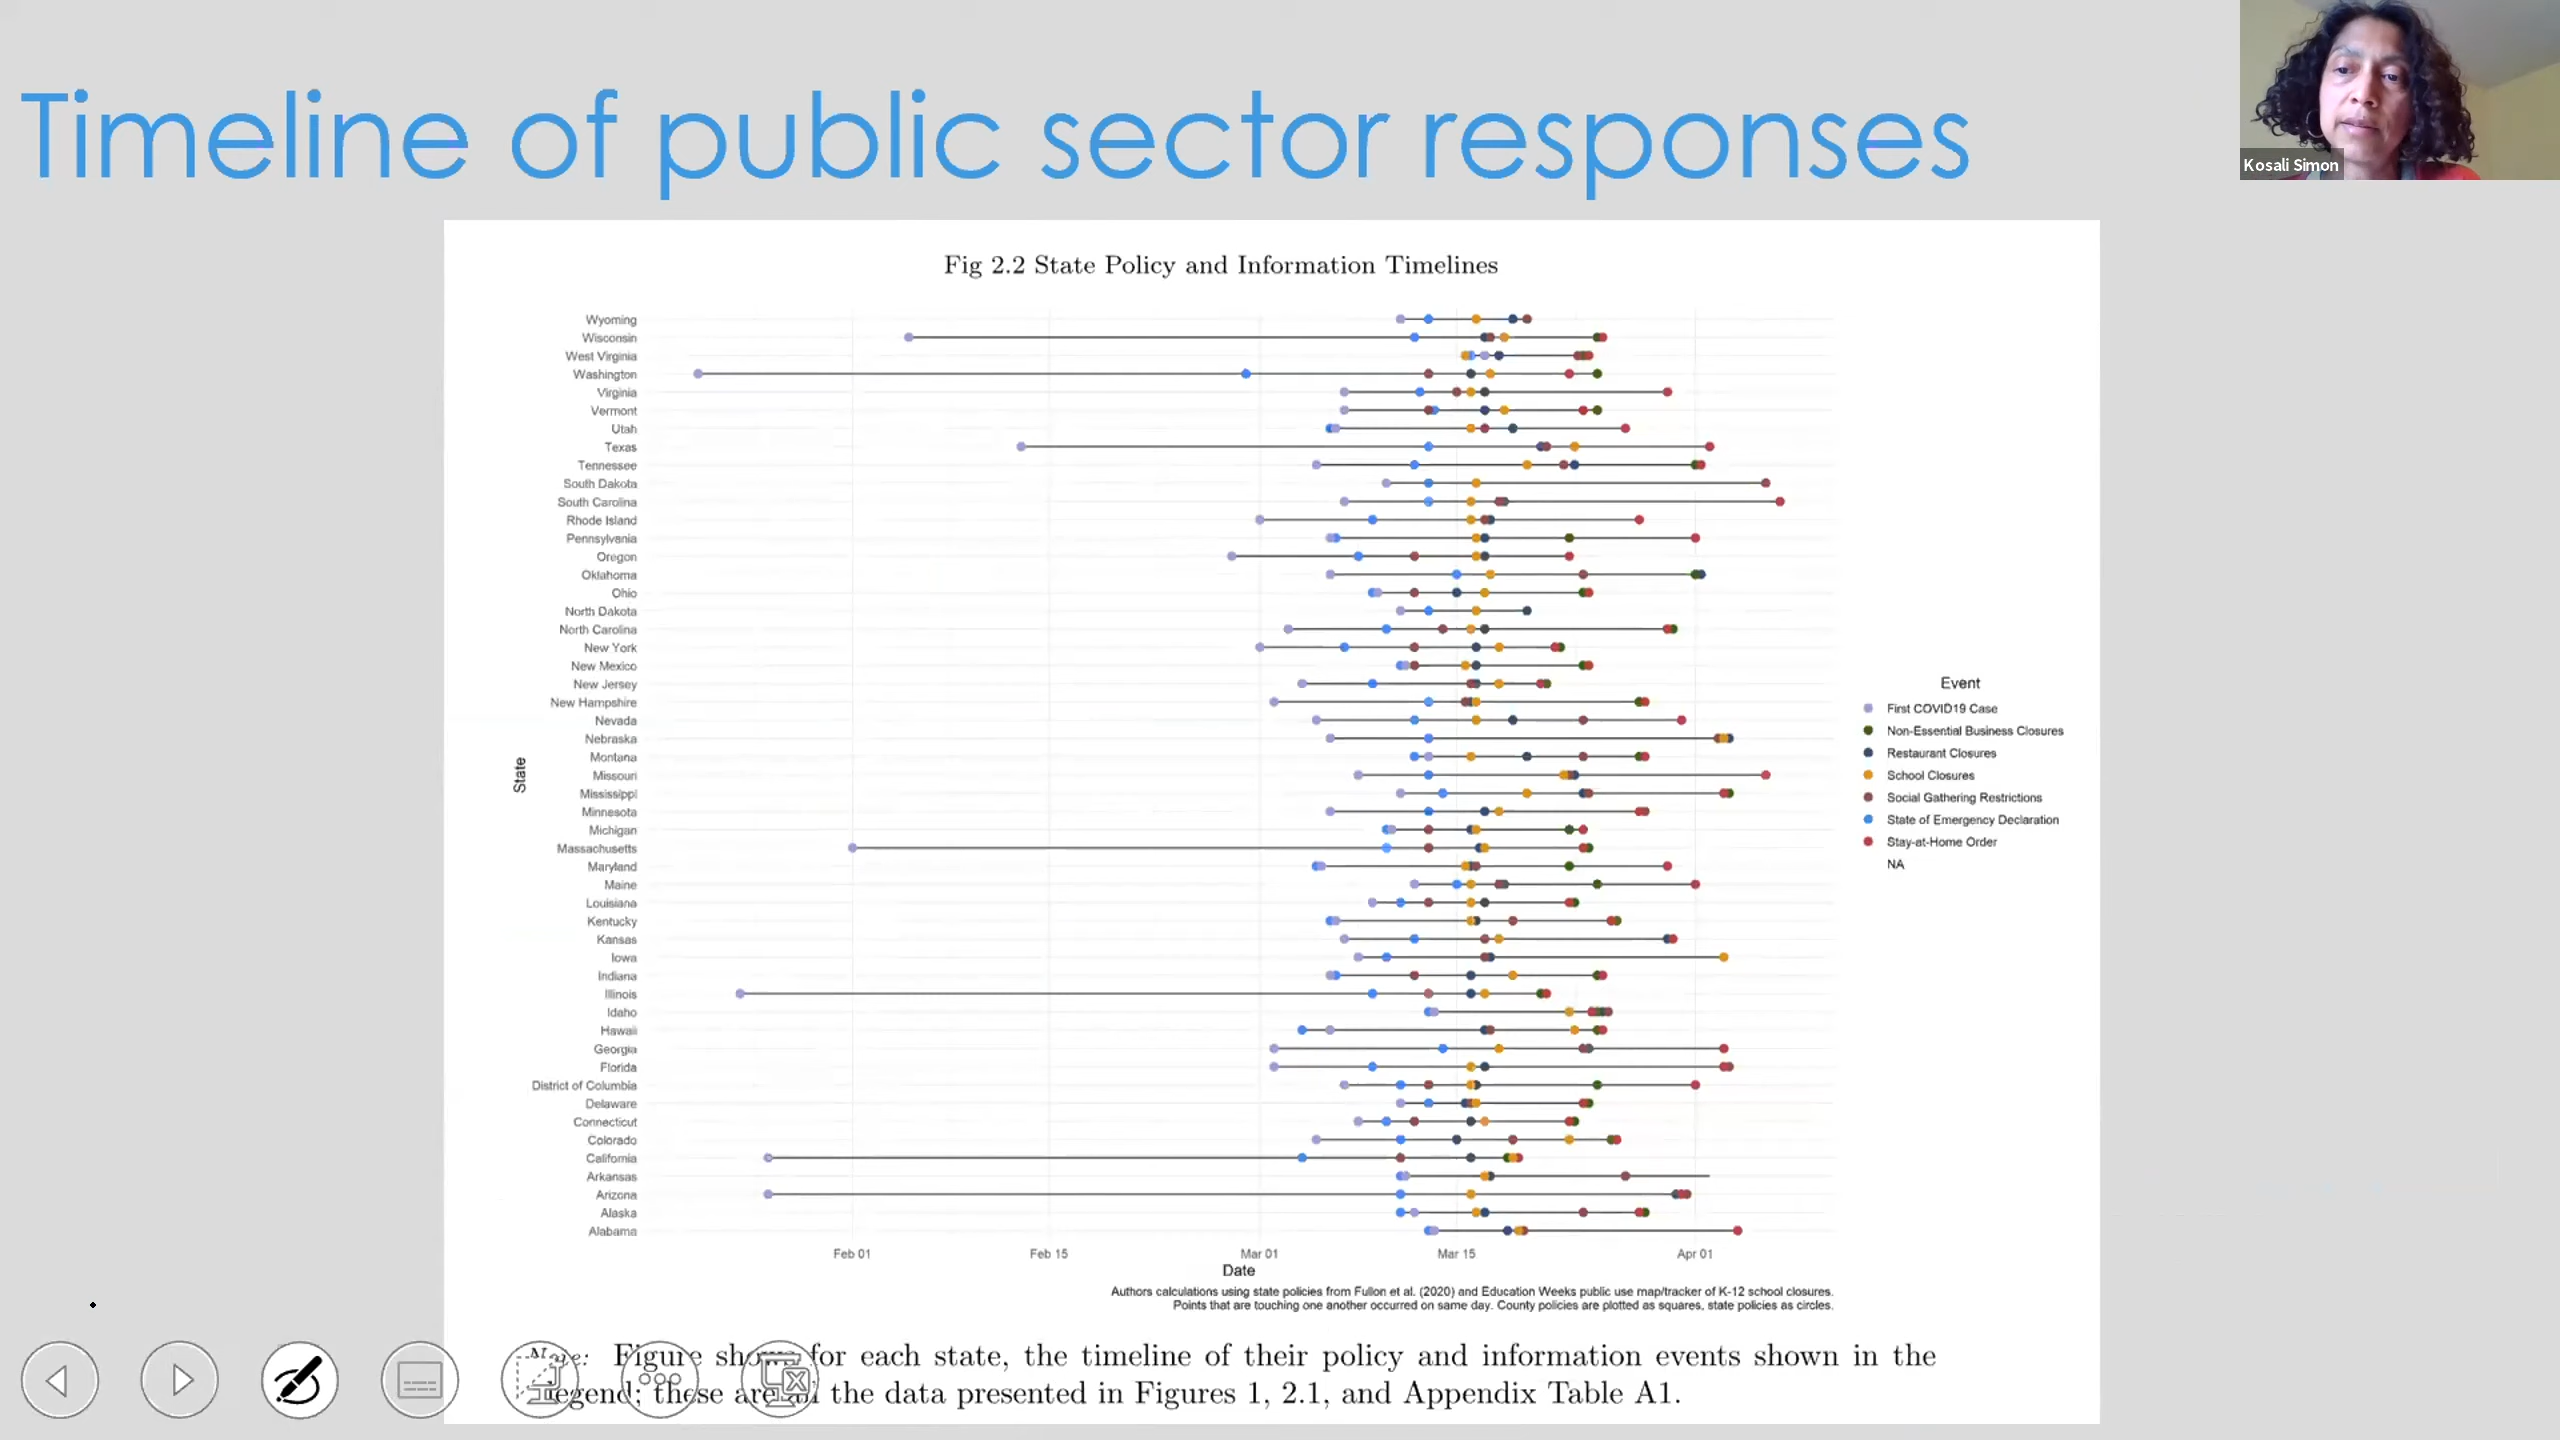 Timeline of public sector responses
Kosali Simon
Fig 2.2 State Policy and Information Timelines
Wyoming
Wisconsin
West Virginia
Washington
Virginia
Vermont
Utah
Texas
Tennessee
South Dakota
South Carolina
Rhode Island
Pennsylvania
Oregon
Oklahoma
Ohio
North Dakota
North Carolina
New York
New Mexico
New Jersey
New Hampshire
Nevada
Nebraska
Montana
Missouri
Mississippi
Minnesota
Michigan
Massachusetts
Maryland
Maine
Louisiana
Kentucky
Kansas
Iowa
Indiana
Illinois
Idaho
Hawaii
Georgia
Florida
District of Columbia
Delaware
Connecticut
Colorado
California
Arkansas
Arizona
Alaska
Alabama
State
Feb 01 Feb 15 Mar 01 Mar 15 Apr 01
Date
Event
First COVID19 Case
Non-Essential Business Closures
Restaurant Closures
School Closures
Social Gathering Restrictions
State of Emergency Declaration
Stay-at-Home Order
NA
Authors calculations using state policies from Fullon et al. (2020) and Education Weeks public use map/tracker of K-12 school closures.
Points that are touching one another occurred on same day. County policies are plotted as squares, state policies as circles.
Figure shows for each state, the timeline of their policy and information events shown in the
legend; these are the data presented in Figures 1, 2.1, and Appendix Table A1.